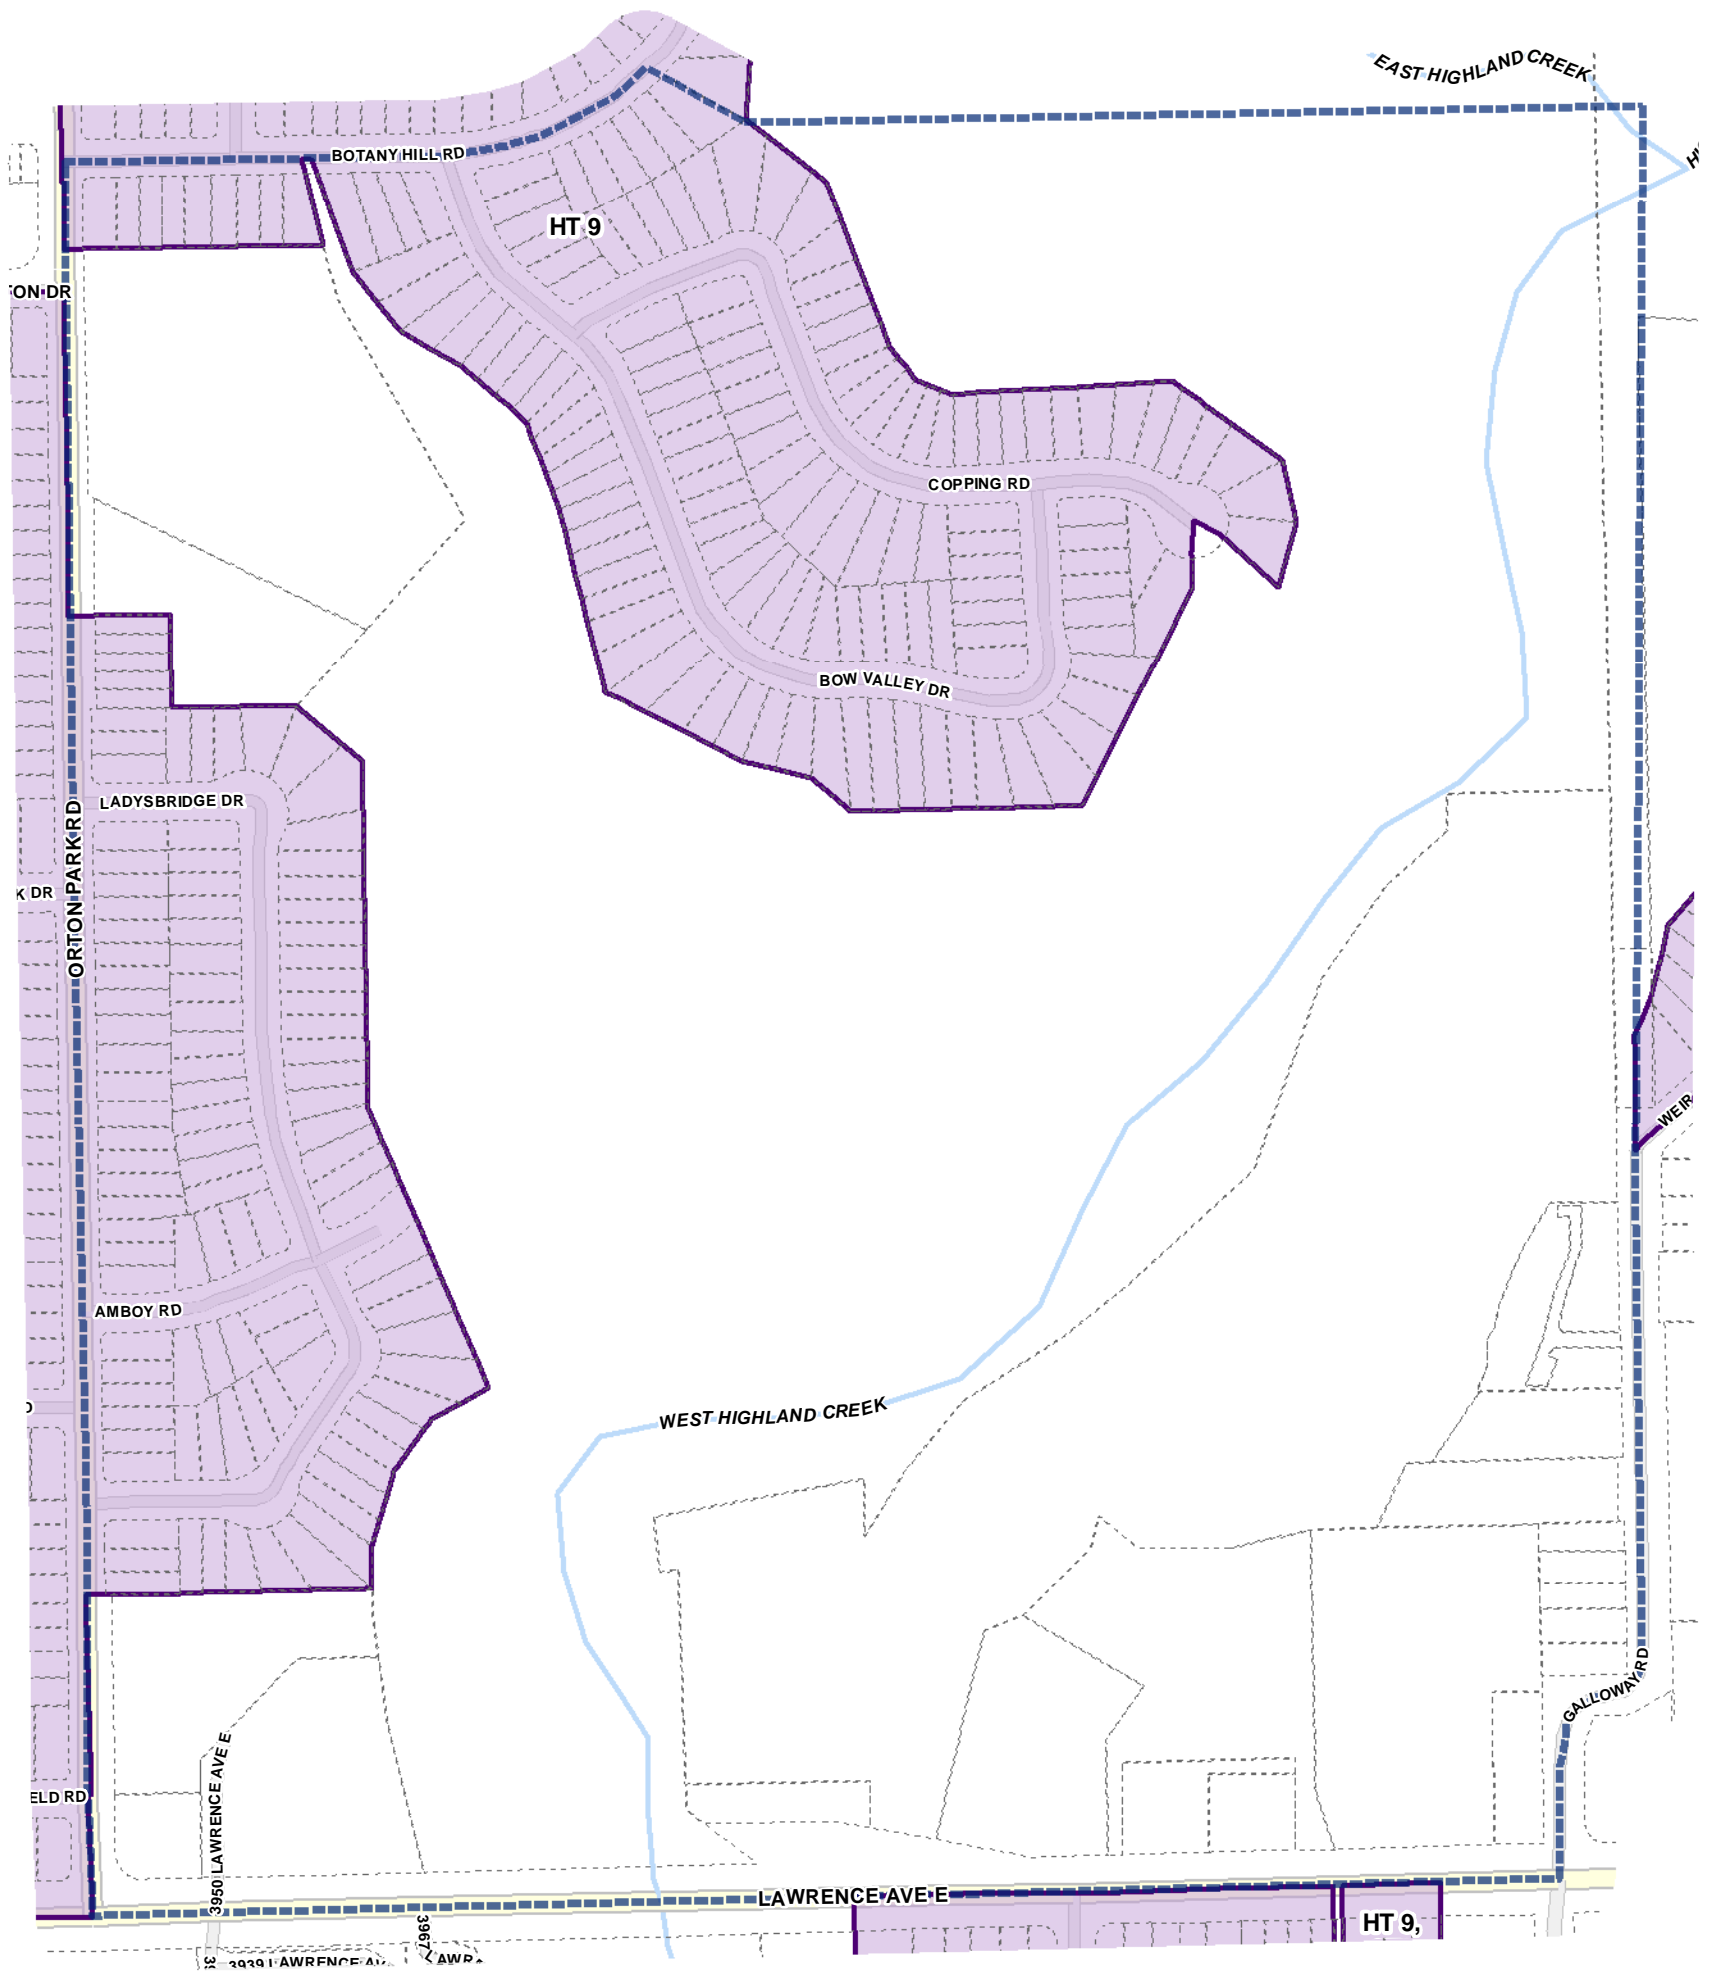 EAST HIGHLAND CREEK
BOTANY HILL RD
HT 9
ON DR
COPPING RD
BOW VALLEY DR
LADYSBRIDGE DR
ORTON PARK RD
K DR
WEIR
AMBOY RD
WEST HIGHLAND CREEK
GALLOWAY RD
3950 LAWRENCE AVE E
ELD RD
LAWRENCE AVE E
HT 9,
3967
LAWR
3939 LAWRENCE AV